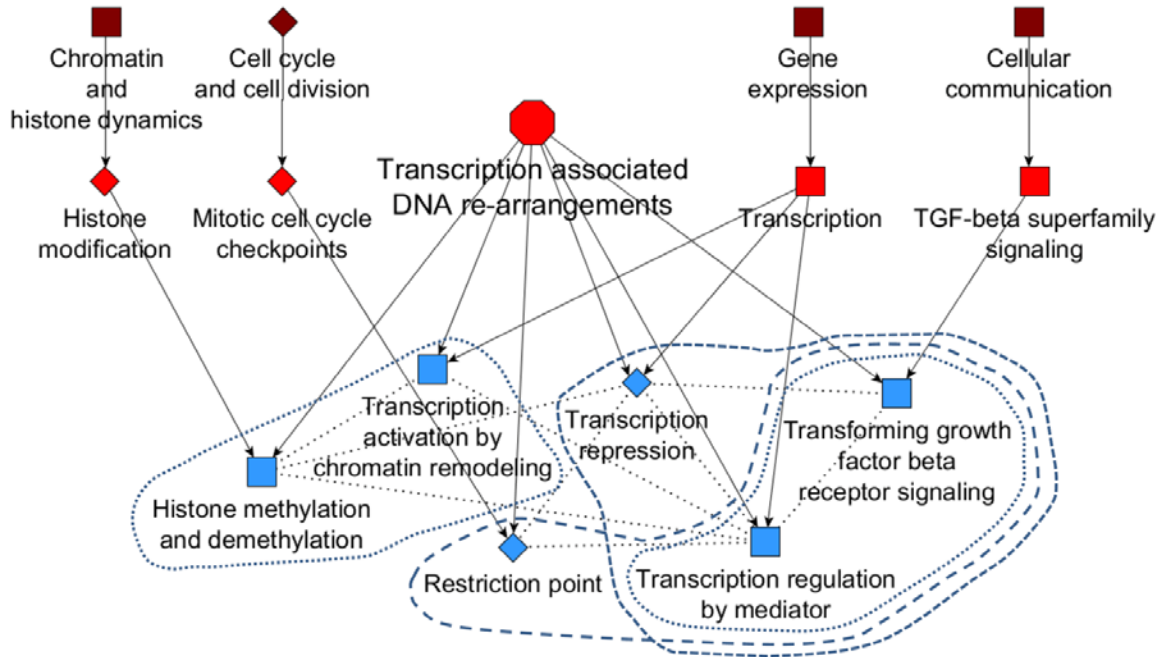 Chromatin
and
histone dynamics
Cell cycle
and cell division
Gene
expression
Cellular
communication
Transcription associated
DNA re-arrangements
Histone
modification
Mitotic cell cycle
checkpoints
Transcription
TGF-beta superfamily
signaling
Transcription
activation by
chromatin remodeling
Transcription
repression
Transforming growth
factor beta
receptor signaling
Histone methylation
and demethylation
Restriction point
Transcription regulation
by mediator